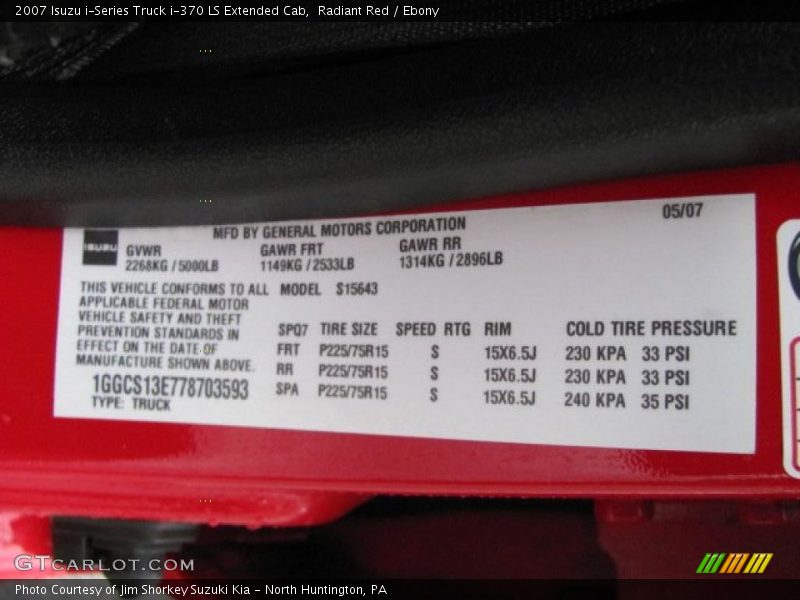 2007 Isuzu i-Series Truck i-370 LS Extended Cab, Radiant Red / Ebony
MFD BY GENERAL MOTORS CORPORATION 05/07
ISUZU GVWR GAWR FRT GAWR RR
2268KG / 5000LB 1149KG / 2533LB 1314KG / 2896LB
THIS VEHICLE CONFORMS TO ALL MODEL S15643
APPLICABLE FEDERAL MOTOR
VEHICLE SAFETY AND THEFT
PREVENTION STANDARDS IN
EFFECT ON THE DATE OF
MANUFACTURE SHOWN ABOVE.
1GGCS13E778703593
TYPE: TRUCK
SPQ7 TIRE SIZE SPEED RTG RIM COLD TIRE PRESSURE
FRT P225/75R15 S 15X6.5J 230 KPA 33 PSI
RR P225/75R15 S 15X6.5J 230 KPA 33 PSI
SPA P225/75R15 S 15X6.5J 240 KPA 35 PSI
GTCARLOT.COM
Photo Courtesy of Jim Shorkey Suzuki Kia - North Huntington, PA